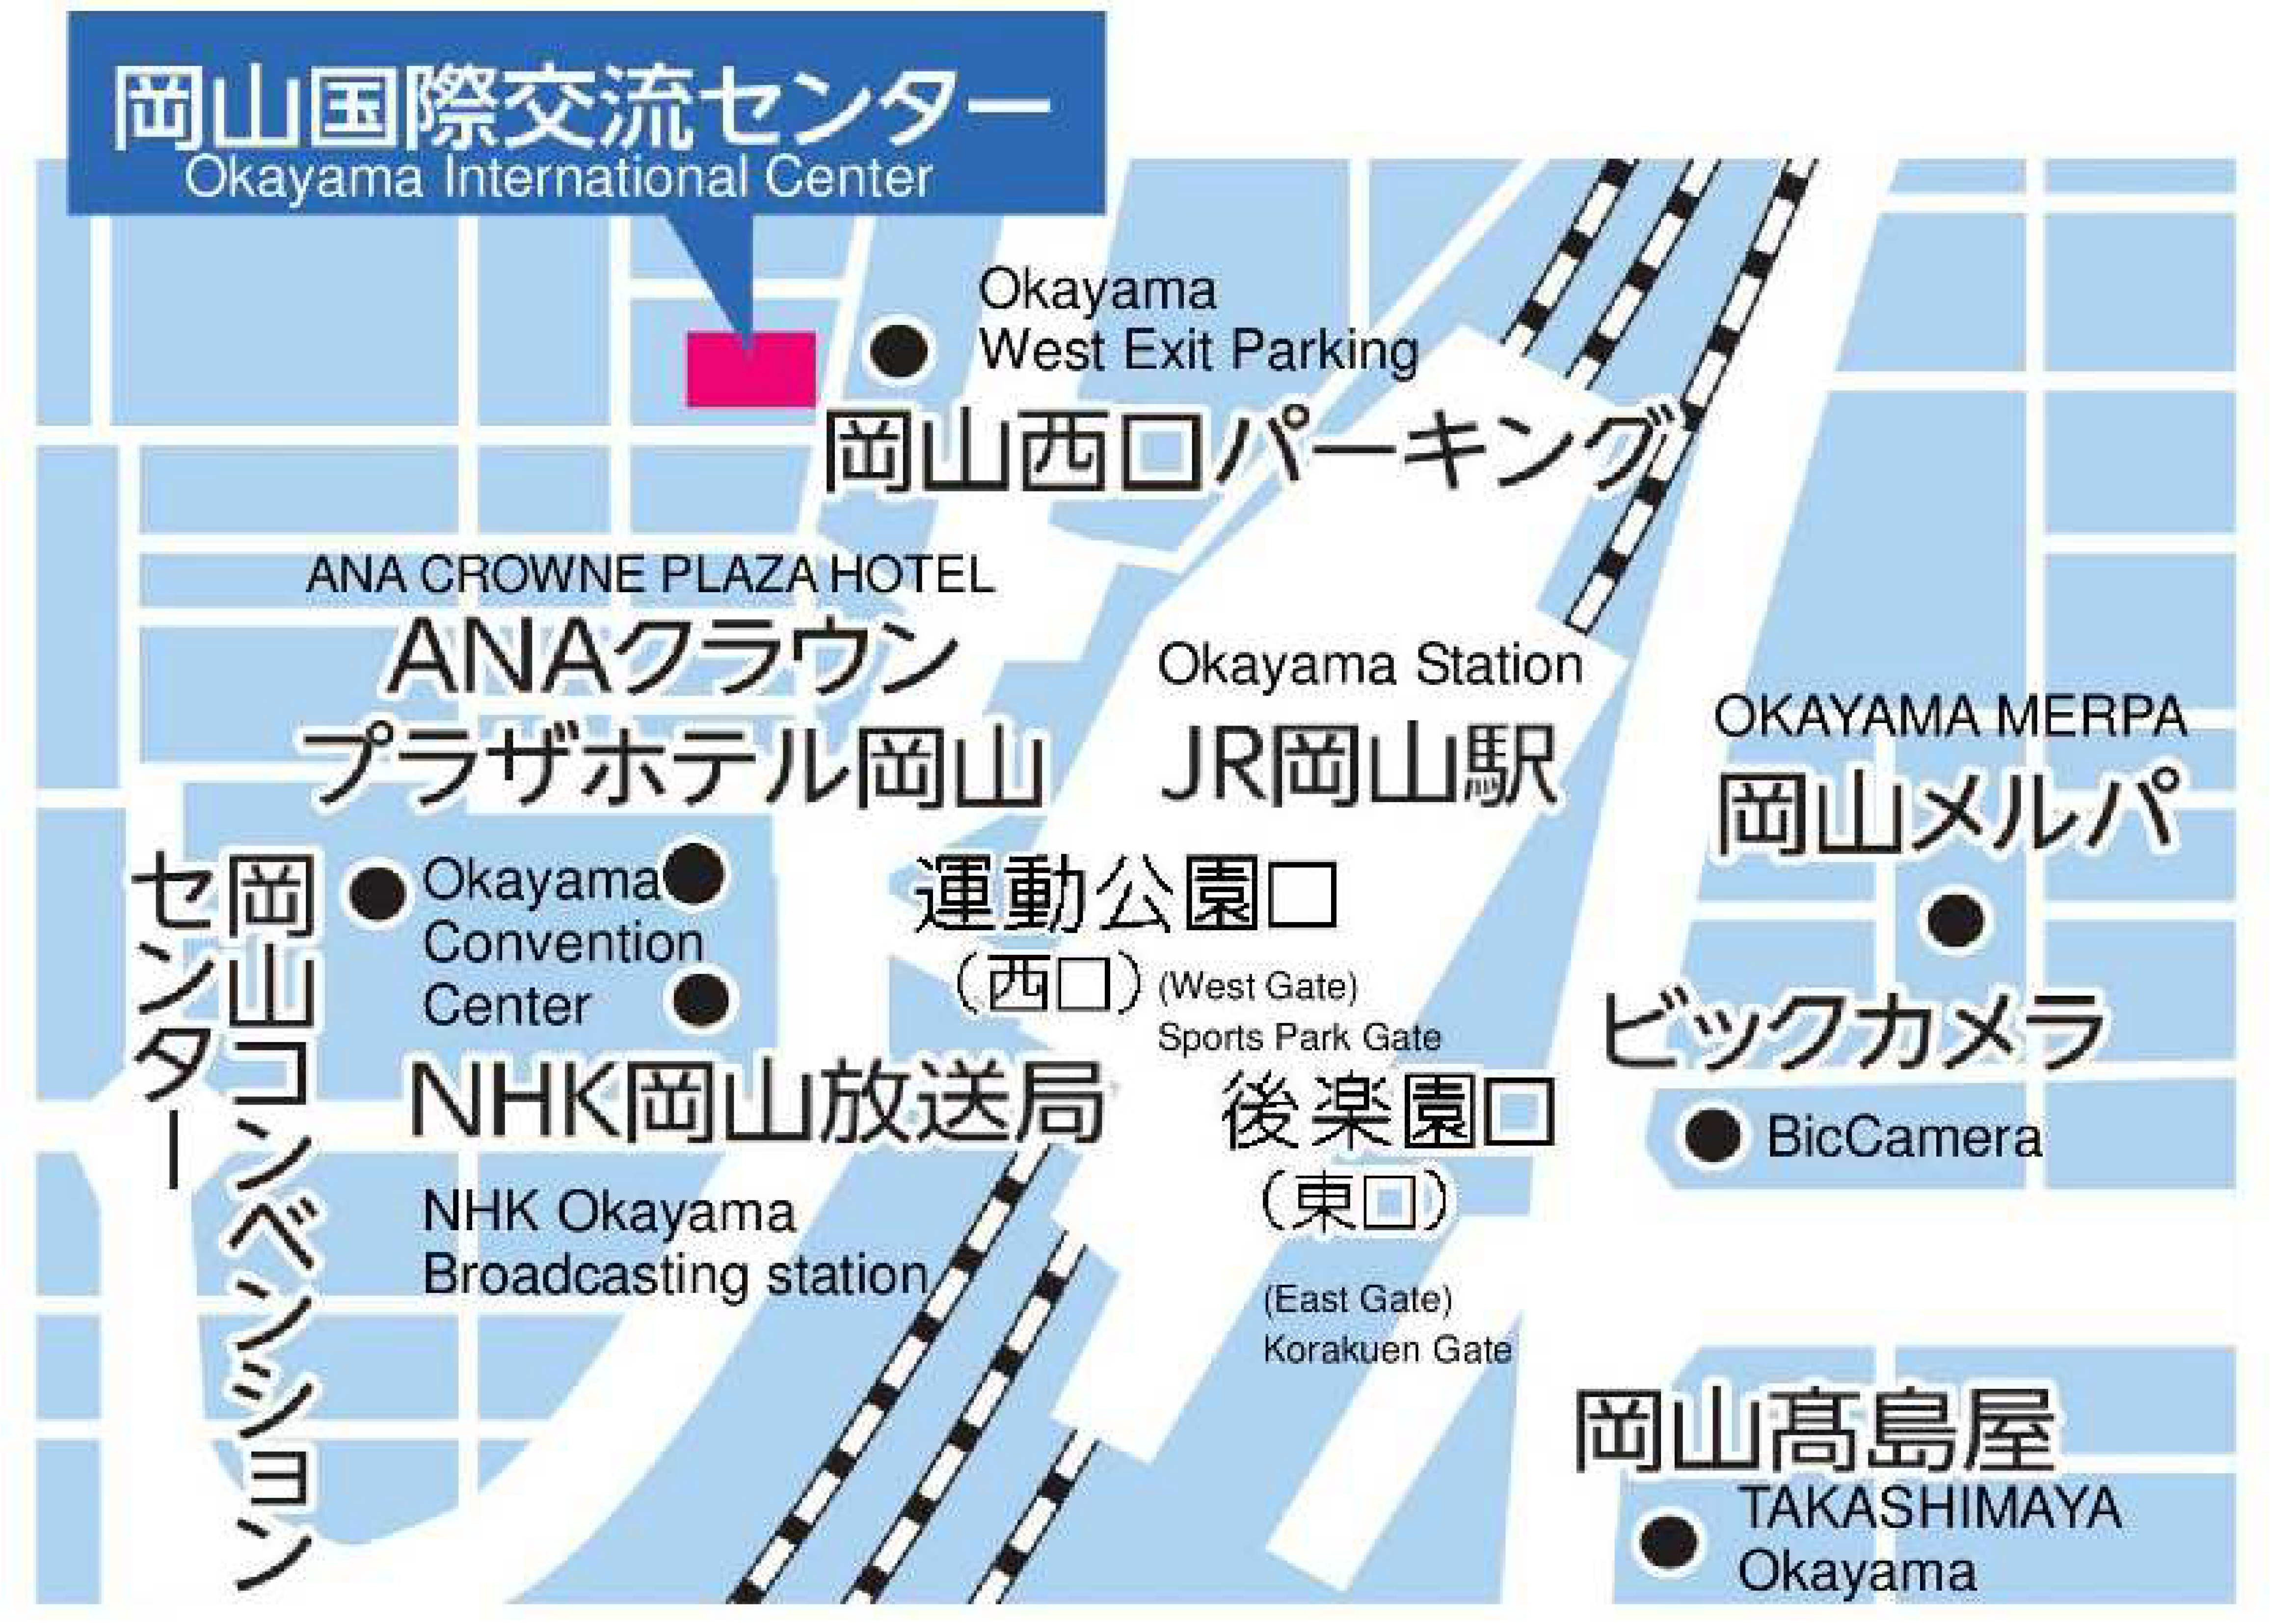 岡山国際交流センター
Okayama International Center
Okayama
West Exit Parking
岡山西口パーキング
ANA CROWNE PLAZA HOTEL
ANAクラウン
プラザホテル岡山
Okayama Station
JR岡山駅
OKAYAMA MERPA
岡山メルパ
岡山コンベンション
センター
Okayama
Convention
Center
運動公園口
（西口）
(West Gate)
Sports Park Gate
ビックカメラ
BicCamera
NHK岡山放送局
NHK Okayama
Broadcasting station
後楽園口
（東口）
(East Gate)
Korakuen Gate
岡山髙島屋
TAKASHIMAYA
Okayama